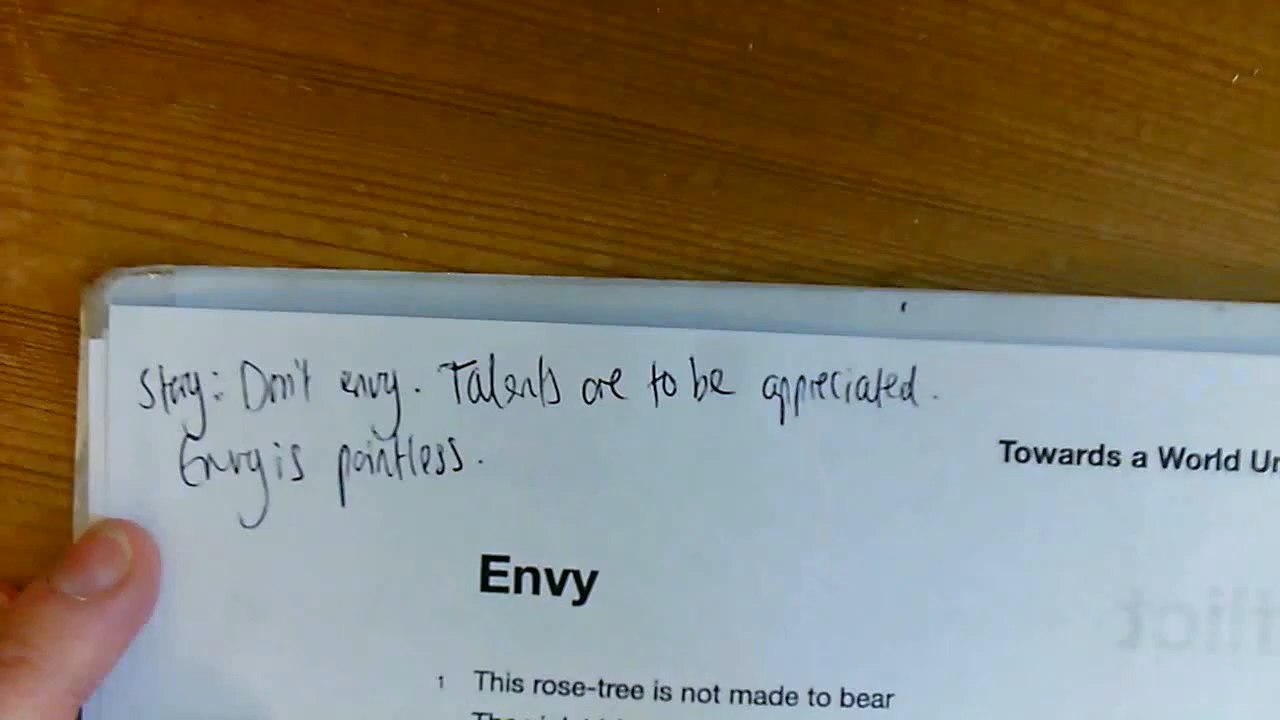 Story: Don't envy. Talents are to be appreciated.
Envy is pointless.
Towards a World Un
Envy
1 This rose-tree is not made to bear